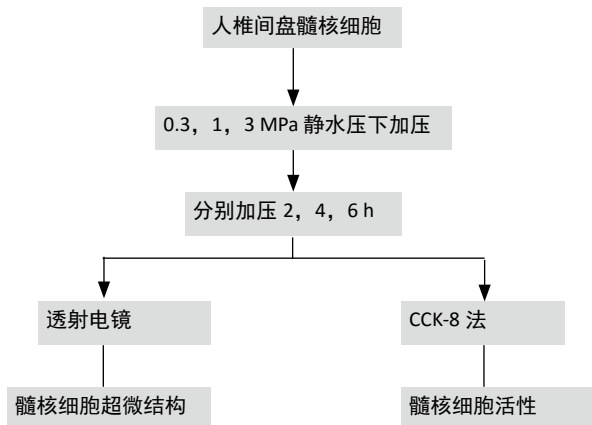 人椎间盘髓核细胞
0.3，1，3 MPa 静水压下加压
分别加压 2，4，6 h
透射电镜
CCK-8 法
髓核细胞超微结构
髓核细胞活性